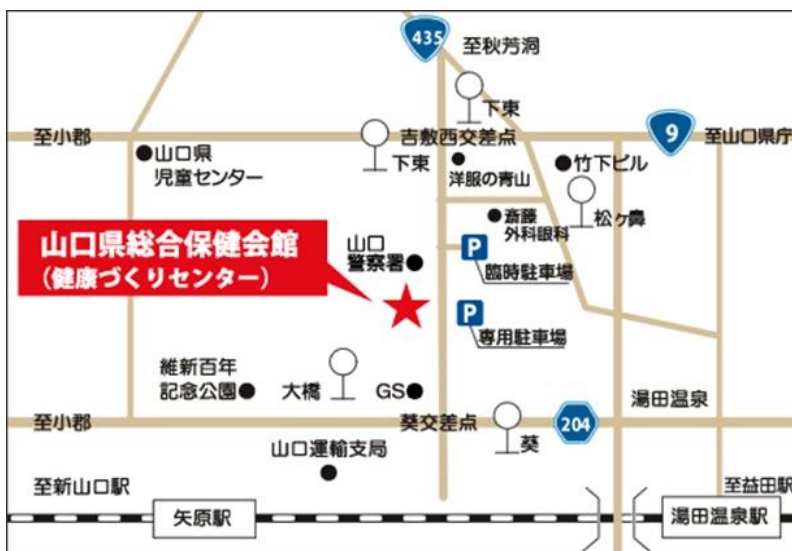 435
至秋芳洞
下東
至小郡
吉敷西交差点
9
至山口県庁
山口県
児童センター
下東
洋服の青山
竹下ビル
斎藤
外科眼科
松ヶ鼻
山口県総合保健会館
(健康づくりセンター)
山口
警察署
P
臨時駐車場
P
専用駐車場
維新百年
記念公園
大橋
GS
湯田温泉
至小郡
葵交差点
葵
204
山口運輸支局
至新山口駅
至益田駅
矢原駅
湯田温泉駅